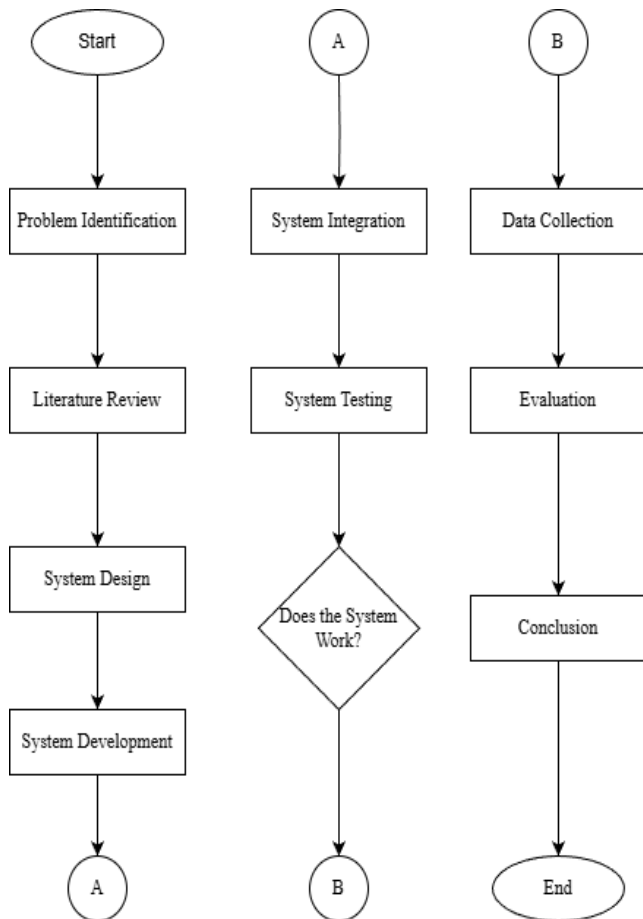 Start
Problem Identification
Literature Review
System Design
System Development
A
A
System Integration
System Testing
Does the System
Work?
B
B
Data Collection
Evaluation
Conclusion
End